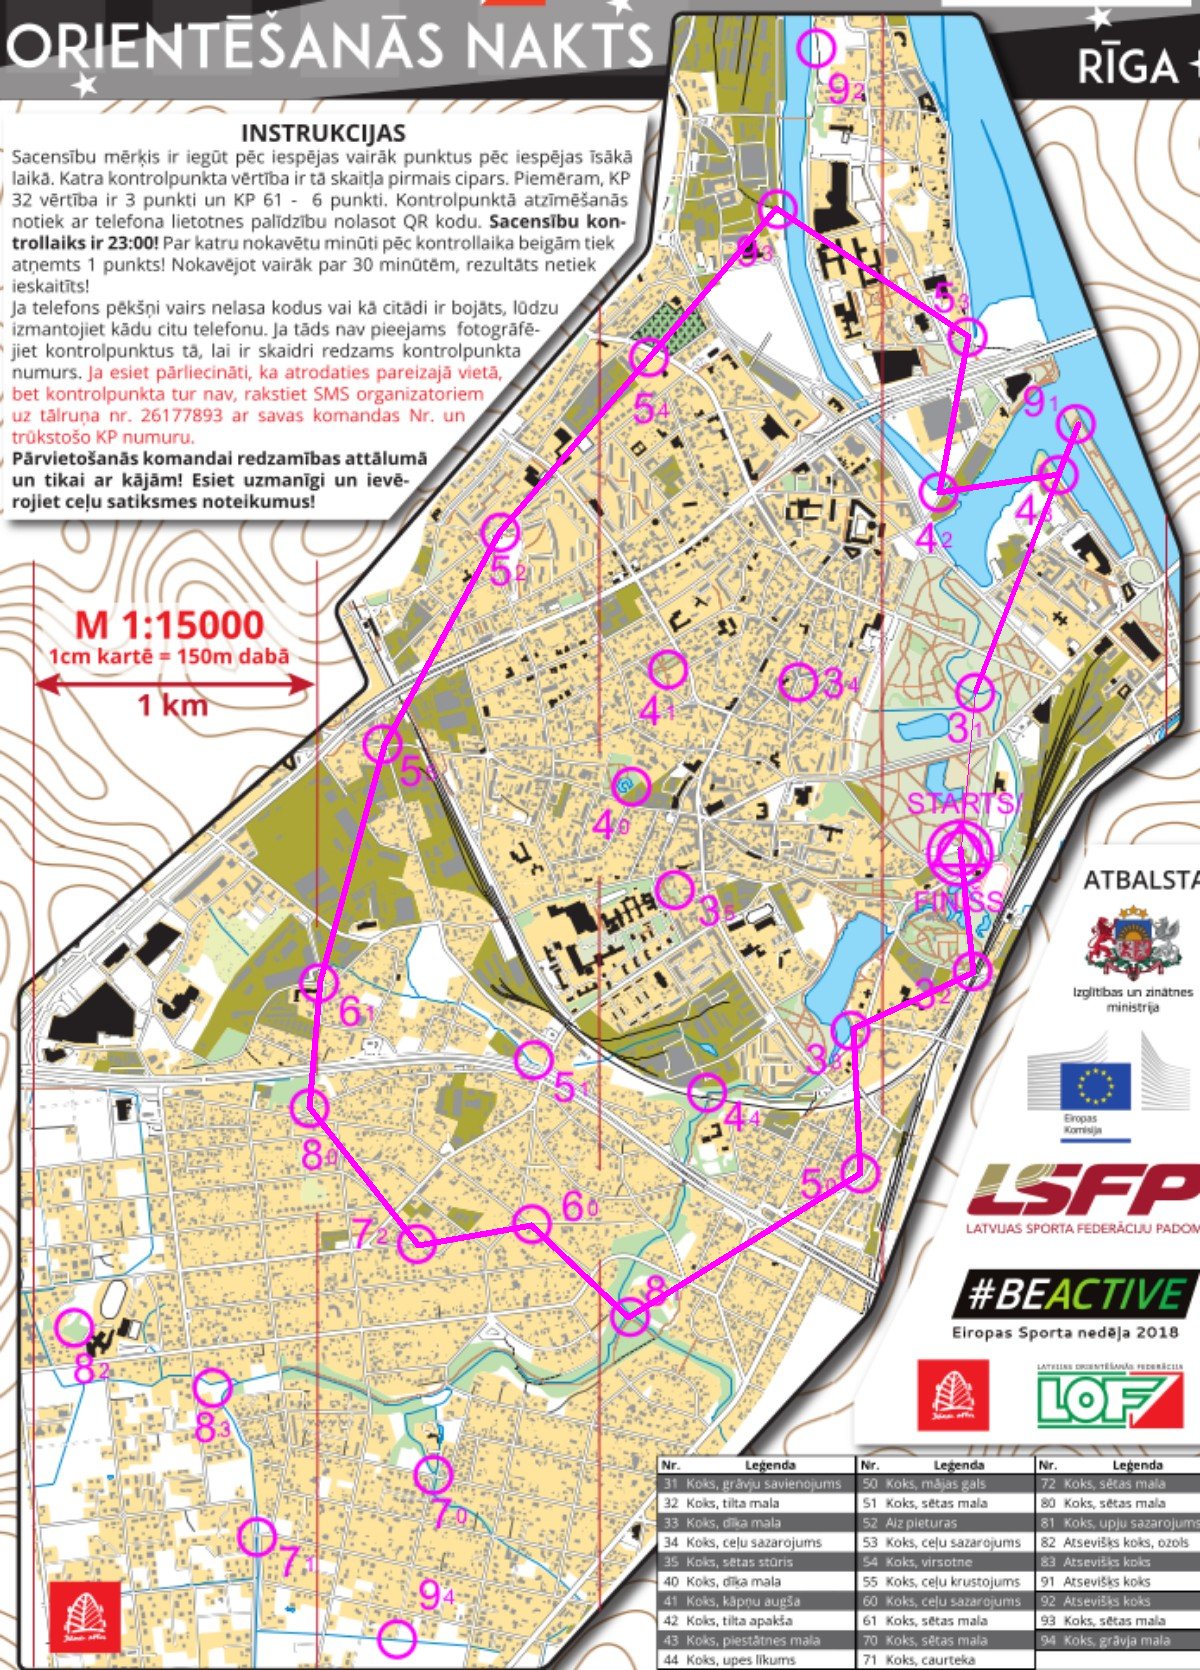 ORIENTĒŠANĀS NAKTS
RĪGA
INSTRUKCIJAS
Sacensību mērķis ir iegūt pēc iespējas vairāk punktus pēc iespējas īsākā
laikā. Katra kontrolpunkta vērtība ir tā skaitļa pirmais cipars. Piemēram, KP
32 vērtība ir 3 punkti un KP 61 - 6 punkti. Kontrolpunktā atzīmēšanās
notiek ar telefona lietotnes palīdzību nolasot QR kodu. Sacensību kon-
trollaiks ir 23:00! Par katru nokavētu minūti pēc kontrollaika beigām tiek
atņemts 1 punkts! Nokavējot vairāk par 30 minūtēm, rezultāts netiek
ieskaitīts!
Ja telefons pēkšņi vairs nelasa kodus vai kā citādi ir bojāts, lūdzu
izmantojiet kādu citu telefonu. Ja tāds nav pieejams fotogrāfē-
jiet kontrolpunktus tā, lai ir skaidri redzams kontrolpunkta
numurs. Ja esiet pārliecināti, ka atrodaties pareizajā vietā,
bet kontrolpunkta tur nav, rakstiet SMS organizatoriem
uz tālruņa nr. 26177893 ar savas komandas Nr. un
trūkstošo KP numuru.
Pārvietošanās komandai redzamības attālumā
un tikai ar kājām! Esiet uzmanīgi un ievē-
rojiet ceļu satiksmes noteikumus!
M 1:15000
1cm kartē = 150m dabā
1 km
92
93
53
91
54
42
43
52
41
34
31
55
40
STARTS
35
FINIŠS
32
61
33
51
44
80
50
60
72
8
82
83
70
71
94
ATBALSTA
Izglītības un zinātnes
ministrija
Eiropas
Komisija
LSFP
LATVIJAS SPORTA FEDERĀCIJU PADOM
#BEACTIVE
Eiropas Sporta nedēļa 2018
LATVIJAS ORIENTĒŠANĀS FEDERĀCIJA
LOF
Nr. Leģenda Nr. Leģenda Nr. Leģenda
31 Koks, grāvju savienojums 50 Koks, mājas gals 72 Koks, sētas mala
32 Koks, tilta mala 51 Koks, sētas mala 80 Koks, sētas mala
33 Koks, dīķa mala 52 Aiz pieturas 81 Koks, upju sazarojums
34 Koks, ceļu sazarojums 53 Koks, ceļu sazarojums 82 Atsevišķs koks, ozols
35 Koks, sētas stūris 54 Koks, virsotne 83 Atsevišķs koks
40 Koks, dīķa mala 55 Koks, ceļu krustojums 91 Atsevišķs koks
41 Koks, kāpņu augša 60 Koks, ceļu sazarojums 92 Atsevišķs koks
42 Koks, tilta apakša 61 Koks, sētas mala 93 Koks, sētas mala
43 Koks, piestātnes mala 70 Koks, sētas mala 94 Koks, grāvja mala
44 Koks, upes līkums 71 Koks, caurteka